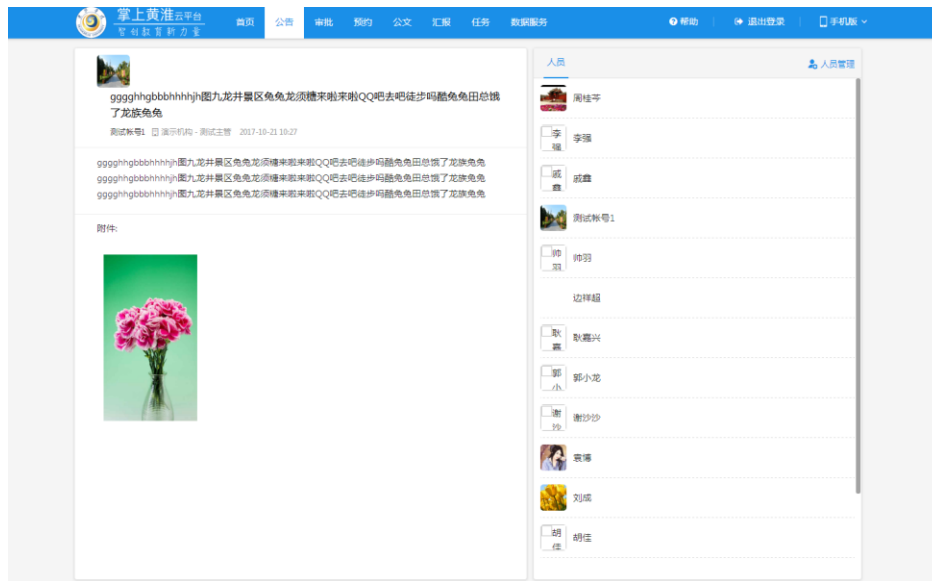 掌上黄淮云平台
智创教育新力量
首页 公告 审批 预约 公文 汇报 任务 数据服务 帮助 退出登录 手机版
gggghhgbbbhhhhjh图九龙井景区兔兔龙须糖来啦来啦QQ吧去吧徒步吗酷兔兔田总饿
了龙族兔兔
测试帐号1 演示机构 - 测试主管 2017-10-21 10:27
gggghhgbbbhhhhjh图九龙井景区兔兔龙须糖来啦来啦QQ吧去吧徒步吗酷兔兔田总饿了龙族兔兔
gggghhgbbbhhhhjh图九龙井景区兔兔龙须糖来啦来啦QQ吧去吧徒步吗酷兔兔田总饿了龙族兔兔
gggghhgbbbhhhhjh图九龙井景区兔兔龙须糖来啦来啦QQ吧去吧徒步吗酷兔兔田总饿了龙族兔兔
附件:
人员 人员管理
周桂芩
李强 李强
戚鑫 戚鑫
测试帐号1
帅羽 帅羽
边祥超
耿嘉 耿嘉兴
郭小 郭小龙
谢沙 谢沙沙
袁博
刘成
胡佳 胡佳